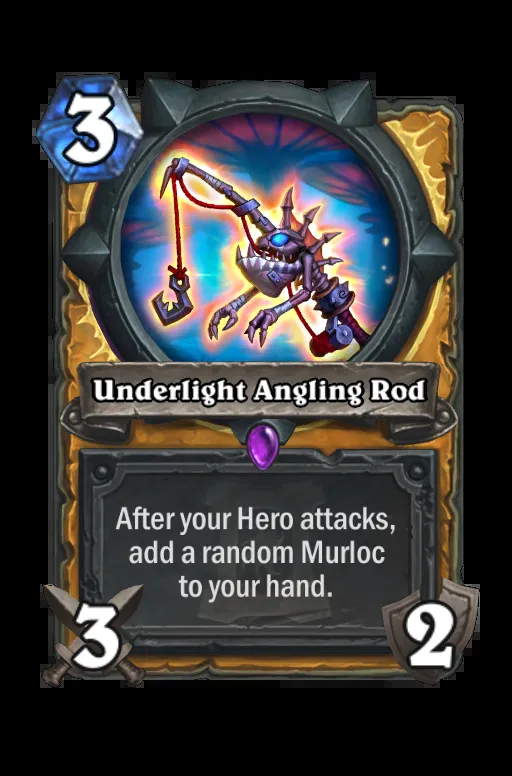 3
Underlight Angling Rod
After your Hero attacks,
add a random Murloc
to your hand.
3
2